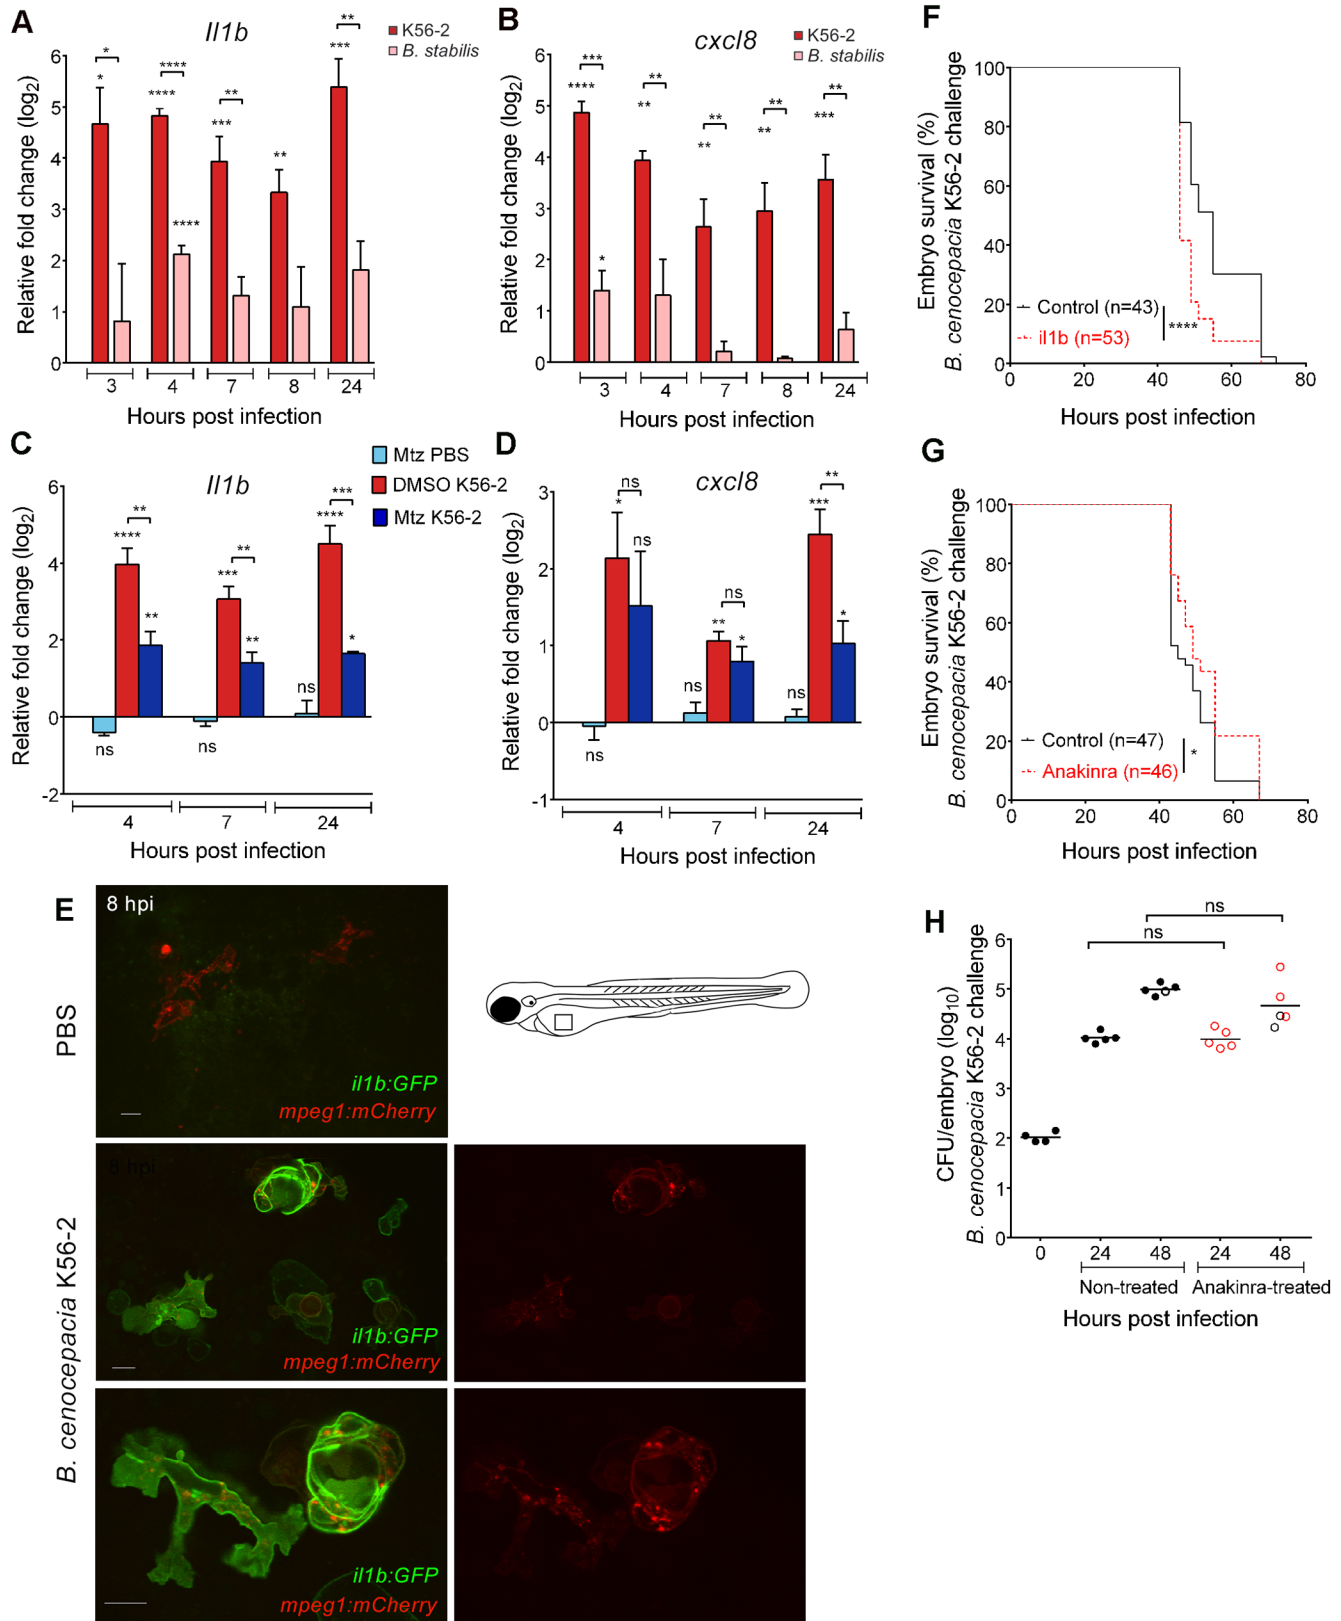 A
Il1b
K56-2
B. stabilis
Relative fold change (log2)
6
5
4
3
2
1
0
*
*
****
****
***
**
**
***
**
****
3
4
7
8
24
Hours post infection
B
cxcl8
K56-2
B. stabilis
Relative fold change (log2)
6
5
4
3
2
1
0
****
***
*
**
**
**
**
**
**
***
**
3
4
7
8
24
Hours post infection
C
Il1b
Mtz PBS
DMSO K56-2
Mtz K56-2
Relative fold change (log2)
6
4
2
0
-2
ns
****
**
**
ns
***
**
**
ns
****
***
*
4
7
24
Hours post infection
D
cxcl8
Relative fold change (log2)
3
2
1
0
-1
ns
*
ns
ns
ns
**
ns
*
ns
***
**
*
4
7
24
Hours post infection
E
8 hpi
PBS
il1b:GFP
mpeg1:mCherry
8 hpi
B. cenocepacia K56-2
il1b:GFP
mpeg1:mCherry
il1b:GFP
mpeg1:mCherry
F
Embryo survival (%)
B. cenocepacia K56-2 challenge
100
80
60
40
20
0
Control (n=43)
il1b (n=53)
****
0
20
40
60
80
Hours post infection
G
Embryo survival (%)
B. cenocepacia K56-2 challenge
100
80
60
40
20
0
Control (n=47)
Anakinra (n=46)
*
0
20
40
60
80
Hours post infection
H
CFU/embryo (log10)
B. cenocepacia K56-2 challenge
6
5
4
3
2
1
0
ns
ns
0
24
48
24
48
Non-treated
Anakinra-treated
Hours post infection